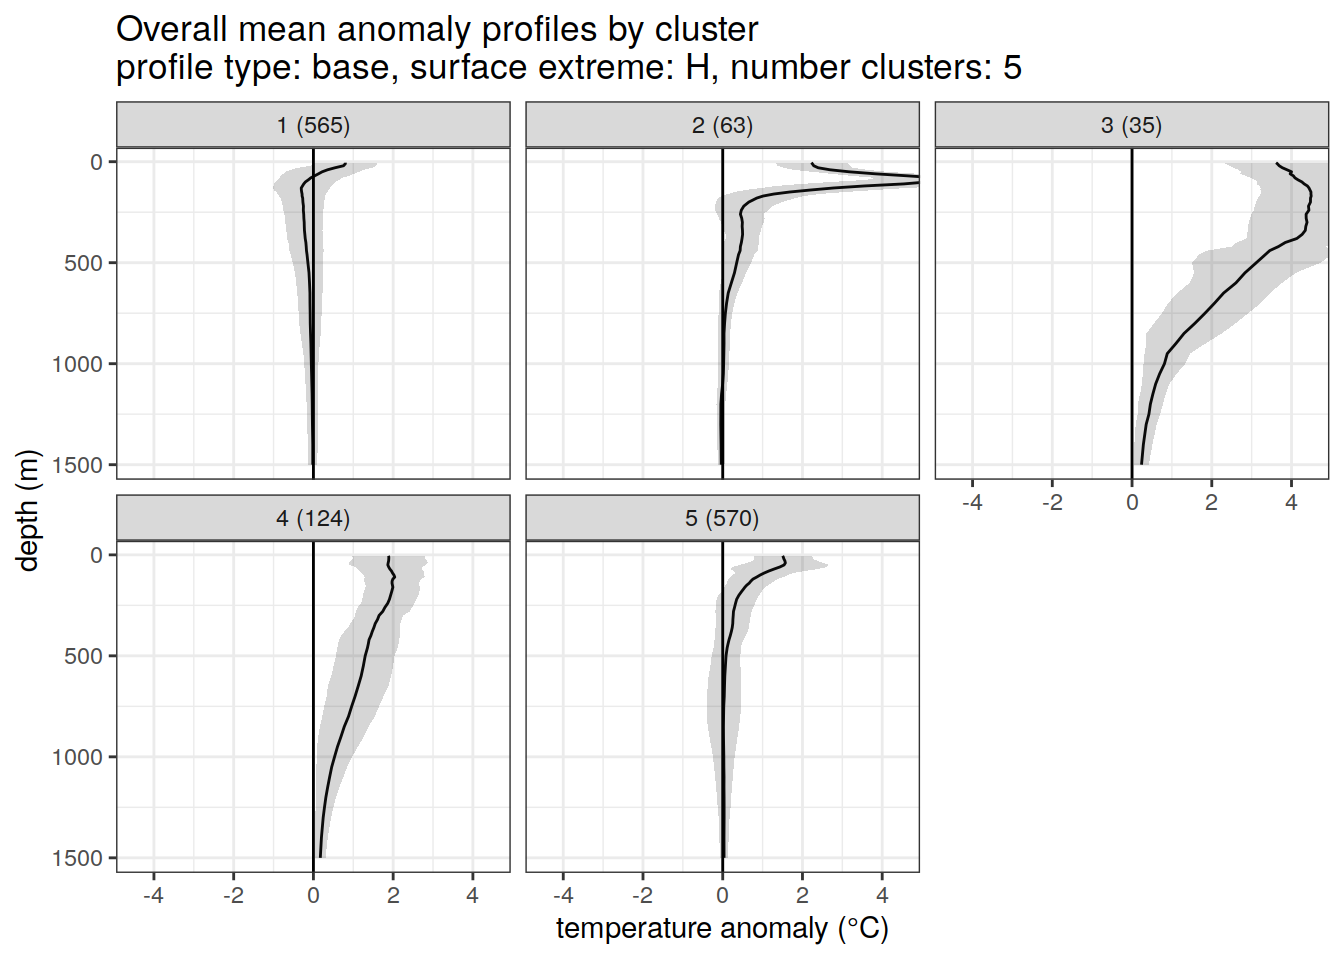 Overall mean anomaly profiles by cluster
profile type: base, surface extreme: H, number clusters: 5
1 (565)
2 (63)
3 (35)
0
500
1000
1500
-4 -2 0 2 4
4 (124)
5 (570)
0
500
1000
1500
-4 -2 0 2 4
-4 -2 0 2 4
temperature anomaly (°C)
depth (m)